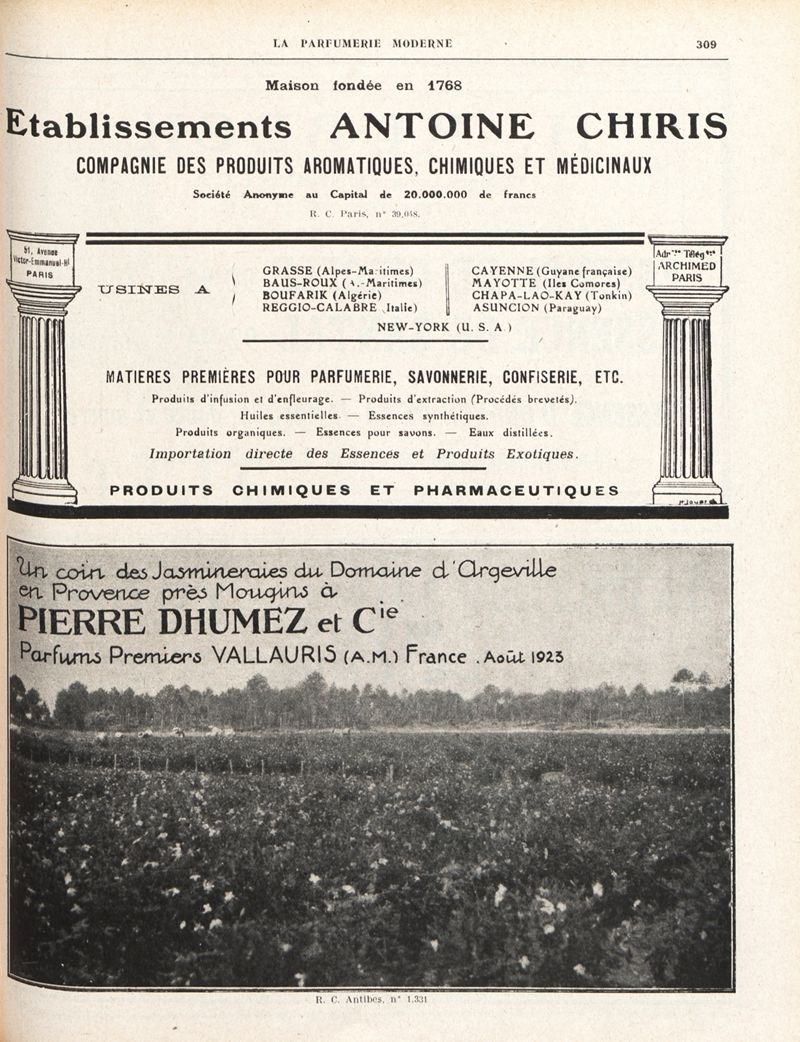 LA PARFUMERIE MODERNE
309
Maison fondée en 1768
Etablissements ANTOINE CHIRIS
COMPAGNIE DES PRODUITS AROMATIQUES, CHIMIQUES ET MÉDICINAUX
Société Anonyme au Capital de 20.000.000 de francs
R. C. Paris, n° 39.048.
51, Avenue
Victor-Emmanuel-III
PARIS
Adr ses Télég ques
ARCHIMED
PARIS
USINES A
GRASSE (Alpes-Maritimes)
BAUS-ROUX (A.-Maritimes)
BOUFARIK (Algérie)
REGGIO-CALABRE (Italie)
CAYENNE (Guyane française)
MAYOTTE (Iles Comores)
CHAPA-LAO-KAY (Tonkin)
ASUNCION (Paraguay)
NEW-YORK (U. S. A.)
MATIERES PREMIÈRES POUR PARFUMERIE, SAVONNERIE, CONFISERIE, ETC.
Produits d'infusion et d'enfleurage. — Produits d'extraction (Procédés brevetés).
Huiles essentielles. — Essences synthétiques.
Produits organiques. — Essences pour savons. — Eaux distillées.
Importation directe des Essences et Produits Exotiques.
PRODUITS CHIMIQUES ET PHARMACEUTIQUES
Un coin des Jasmineraies du Domaine d'Argeville
en Provence près Mougins à
PIERRE DHUMEZ et Cie
Parfums Premiers VALLAURIS (A.M.) France . Août 1923
R. C. Antibes, n° 1.331